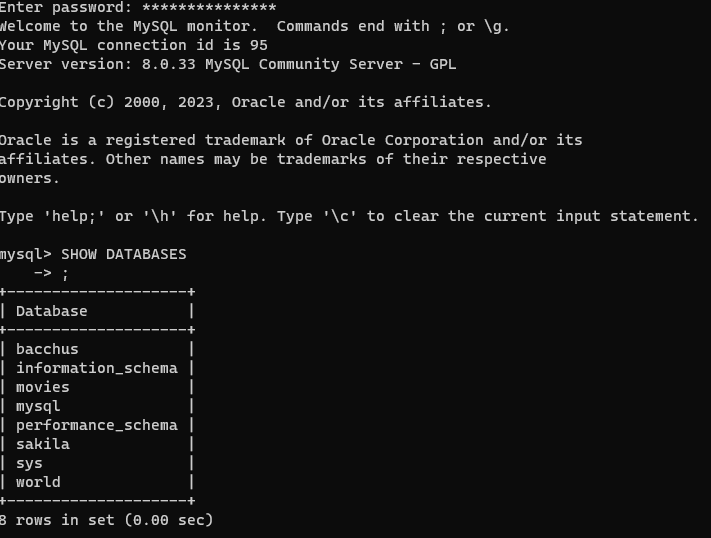 Enter password: ***************
Welcome to the MySQL monitor.  Commands end with ; or \g.
Your MySQL connection id is 95
Server version: 8.0.33 MySQL Community Server - GPL
Copyright (c) 2000, 2023, Oracle and/or its affiliates.
Oracle is a registered trademark of Oracle Corporation and/or its
affiliates. Other names may be trademarks of their respective
owners.
Type 'help;' or '\h' for help. Type '\c' to clear the current input statement.
mysql> SHOW DATABASES
    -> ;
+--------------------+
| Database           |
+--------------------+
| bacchus            |
| information_schema |
| movies             |
| mysql              |
| performance_schema |
| sakila             |
| sys                |
| world              |
+--------------------+
8 rows in set (0.00 sec)